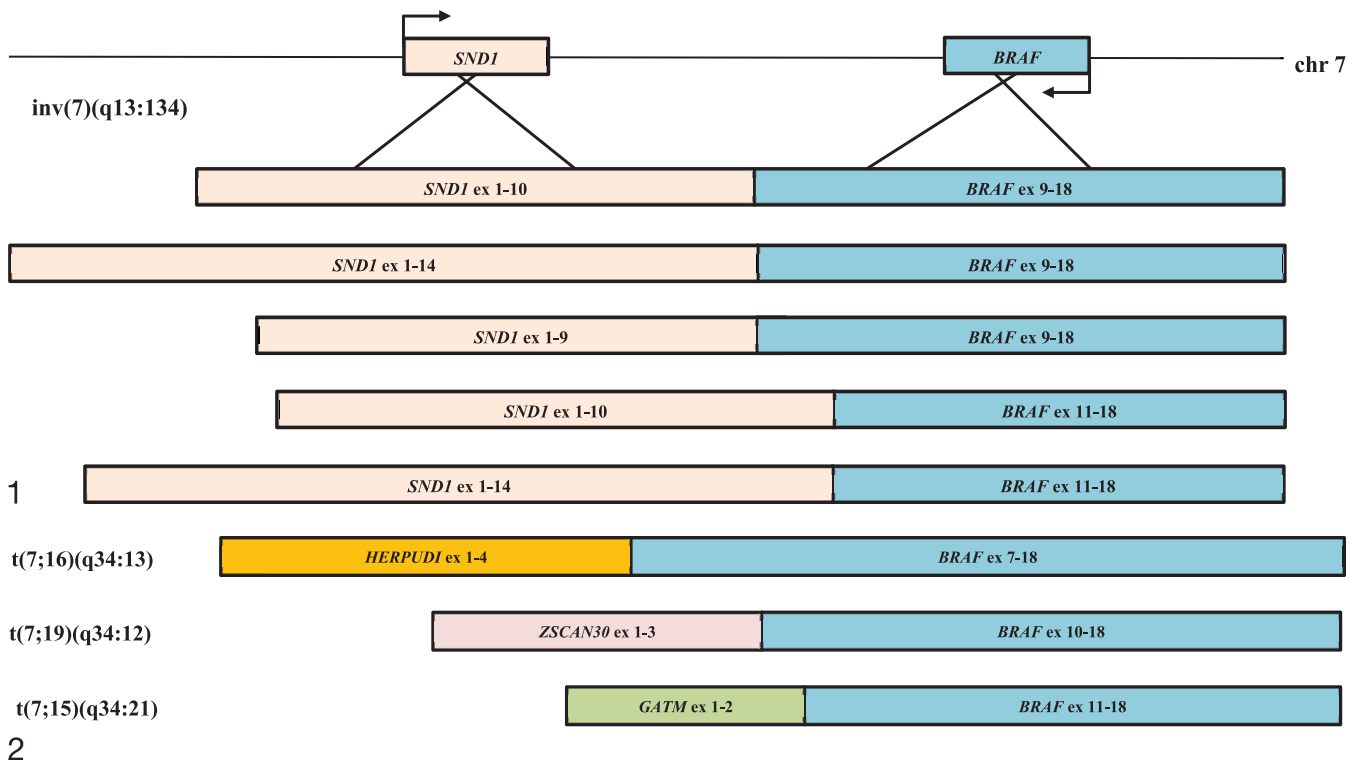 SND1
BRAF
chr 7
inv(7)(q13:134)
SND1 ex 1-10
BRAF ex 9-18
SND1 ex 1-14
BRAF ex 9-18
SND1 ex 1-9
BRAF ex 9-18
SND1 ex 1-10
BRAF ex 11-18
1
SND1 ex 1-14
BRAF ex 11-18
t(7;16)(q34:13)
HERPUDI ex 1-4
BRAF ex 7-18
t(7;19)(q34:12)
ZSCAN30 ex 1-3
BRAF ex 10-18
t(7;15)(q34:21)
GATM ex 1-2
BRAF ex 11-18
2